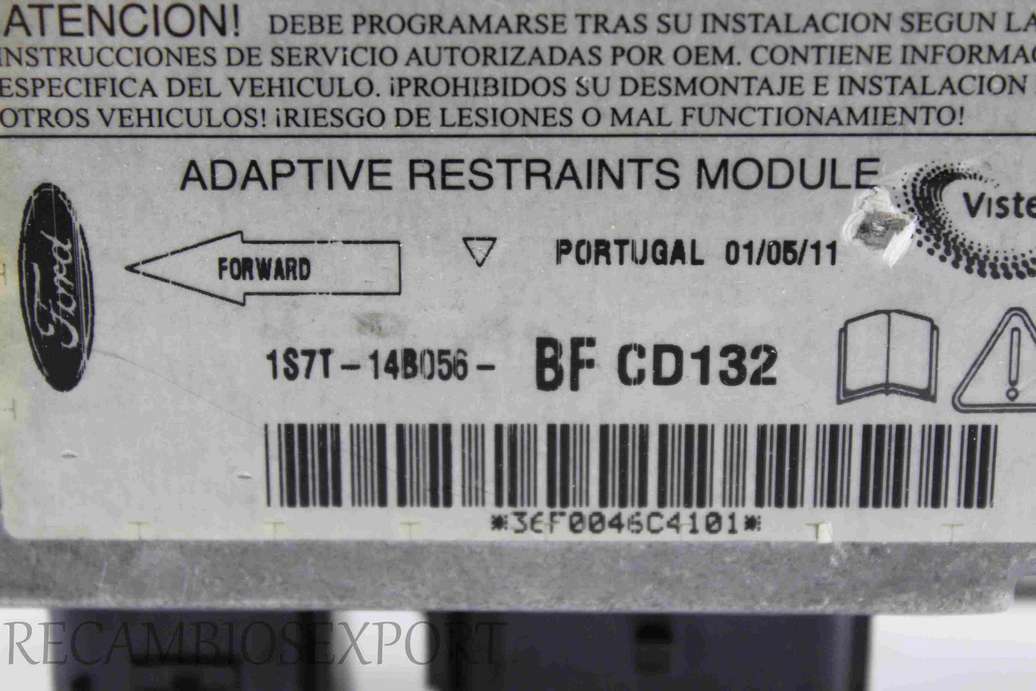 ATENCION! DEBE PROGRAMARSE TRAS SU INSTALACION SEGUN LA
INSTRUCCIONES DE SERVICIO AUTORIZADAS POR OEM. CONTIENE INFORMAC
ESPECIFICA DEL VEHICULO. ¡PROHIBIDOS SU DESMONTAJE E INSTALACION
OTROS VEHICULOS! ¡RIESGO DE LESIONES O MAL FUNCTIONAMIENTO!
ADAPTIVE RESTRAINTS MODULE
Viste
Ford
FORWARD
PORTUGAL 01/05/11
1S7T-14B056- BF CD132
*36F0046C4101*
RECAMBIOSEXPORT